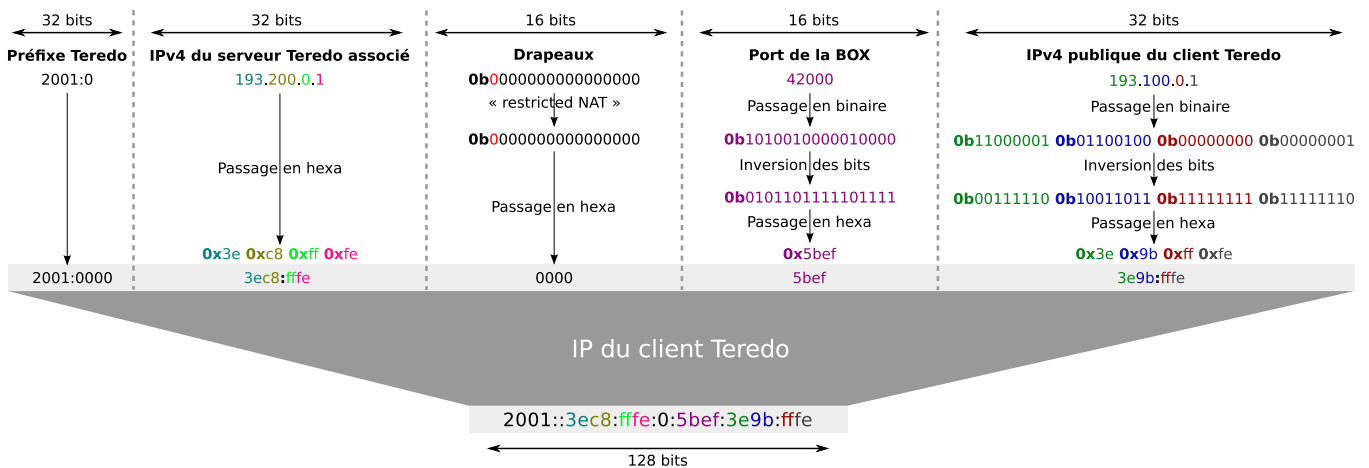 32 bits 32 bits 16 bits 16 bits 32 bits
Préfixe Teredo IPv4 du serveur Teredo associé Drapeaux Port de la BOX IPv4 publique du client Teredo
2001:0 193.200.0.1 0b0000000000000000 42000 193.100.0.1
« restricted NAT » Passage en binaire Passage en binaire
0b0000000000000000 0b1010010000010000 0b11000001 0b01100100 0b00000000 0b00000001
Passage en hexa Inversion des bits Inversion des bits
Passage en hexa 0b0101101111101111 0b00111110 0b10011011 0b11111111 0b11111110
Passage en hexa Passage en hexa
0x3e 0xc8 0xff 0xfe 0x5bef 0x3e 0x9b 0xff 0xfe
2001:0000 3ec8:fffe 0000 5bef 3e9b:fffe
IP du client Teredo
2001::3ec8:fffe:0:5bef:3e9b:fffe
128 bits